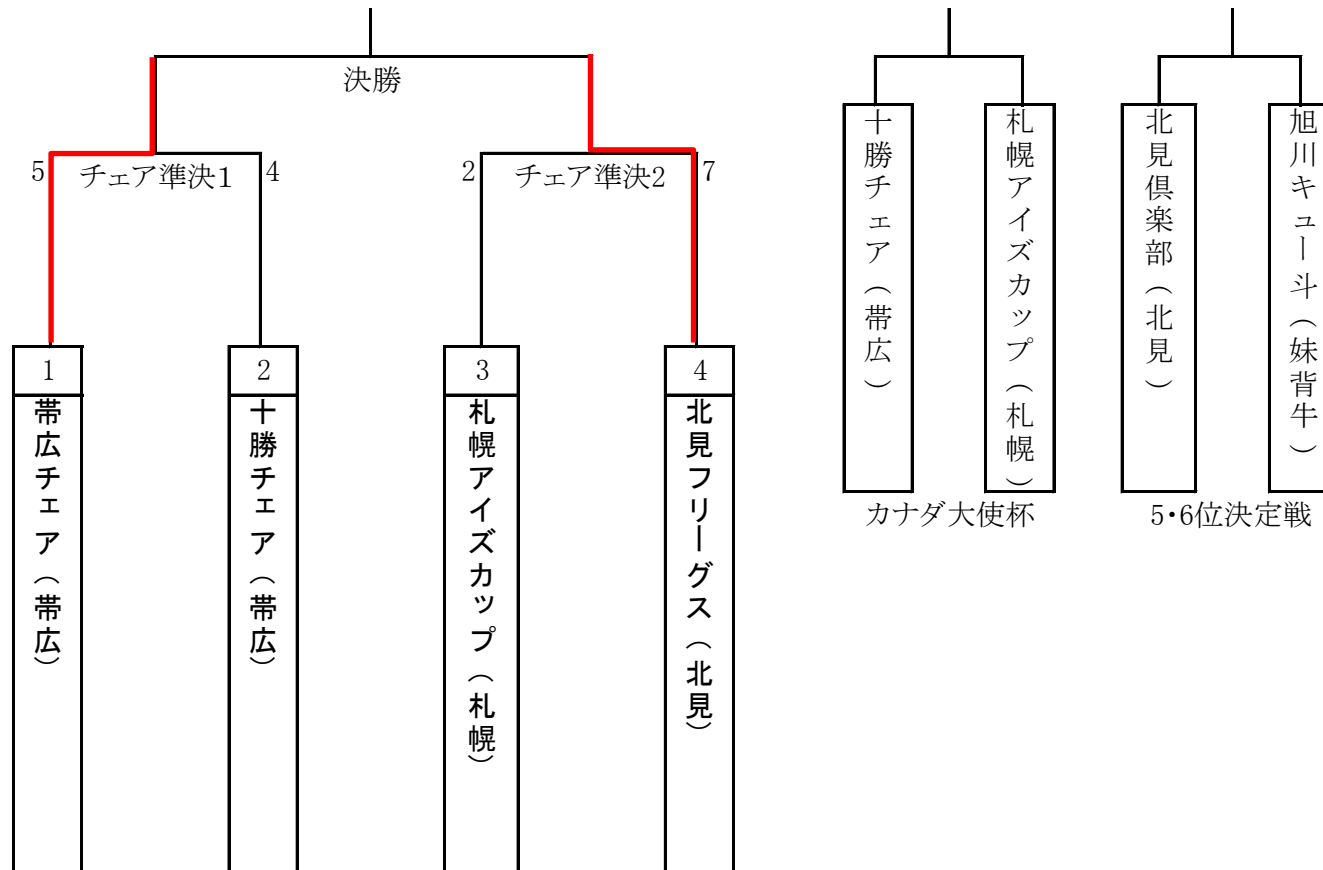 決勝
5
チェア準決1
4
2
チェア準決2
7
1
帯広チェア（帯広）
2
十勝チェア（帯広）
3
札幌アイズカップ（札幌）
4
北見フリーグス（北見）
十勝チェア（帯広）
札幌アイズカップ（札幌）
カナダ大使杯
北見倶楽部（北見）
旭川キュー斗（妹背牛）
5・6位決定戦